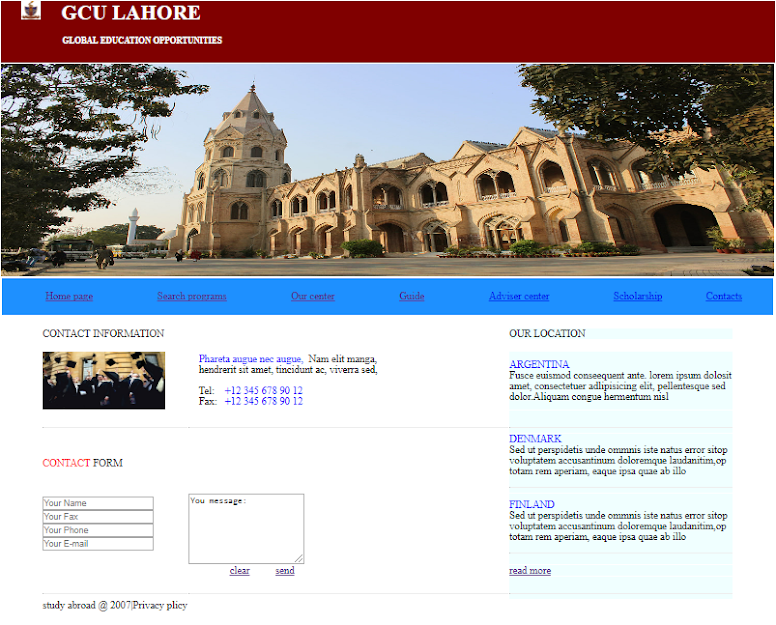 GCU LAHORE
GLOBAL EDUCATION OPPORTUNITIES
Home page Search programs Our center Guide Adviser center Scholarship Contacts
CONTACT INFORMATION
Phareta augue nec augue, Nam elit manga,
hendrerit sit amet, tincidunt ac, viverra sed,
Tel: +12 345 678 90 12
Fax: +12 345 678 90 12
CONTACT FORM
Your Name
Your Fax
Your Phone
Your E-mail
You message:
clear send
OUR LOCATION
ARGENTINA
Fusce euismod conseequent ante. lorem ipsum dolosit
amet, consectetuer adlipisicing elit, pellentesque sed
dolor.Aliquam congue hermentum nisl
DENMARK
Sed ut perspidetis unde ommnis iste natus error sitop
voluptatem accusantinum doloremque laudanitim,op
totam rem aperiam, eaque ipsa quae ab illo
FINLAND
Sed ut perspidetis unde ommnis iste natus error sitop
voluptatem accusantinum doloremque laudanitim,op
totam rem aperiam, eaque ipsa quae ab illo
read more
study abroad @ 2007|Privacy plicy